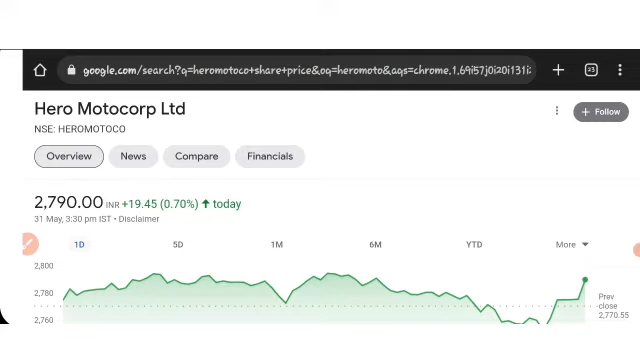 google.com/search?q=heromotoco+share+price&oq=heromoto&aqs=chrome.1.69i57j0i20i131i
23
Hero Motocorp Ltd
Follow
NSE: HEROMOTOCO
Overview News Compare Financials
2,790.00 INR +19.45 (0.70%) today
31 May, 3:30 pm IST • Disclaimer
1D 5D 1M 6M YTD More
2,800
2,780
2,760
Prev
close
2,770.55